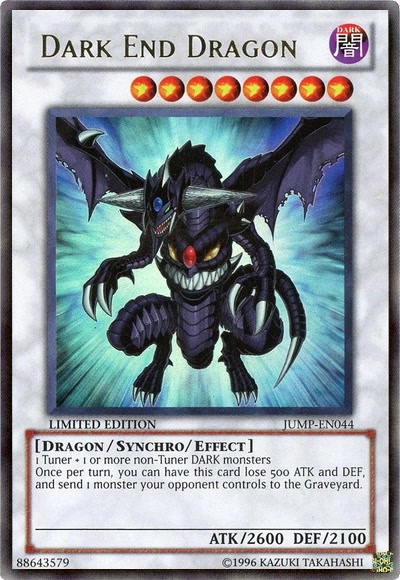 DARK END DRAGON
DARK
闇
LIMITED EDITION
JUMP-EN044
[DRAGON/SYNCHRO/EFFECT]
1 Tuner + 1 or more non-Tuner DARK monsters
Once per turn, you can have this card lose 500 ATK and DEF,
and send 1 monster your opponent controls to the Graveyard.
ATK/2600 DEF/2100
88643579
©1996 KAZUKI TAKAHASHI